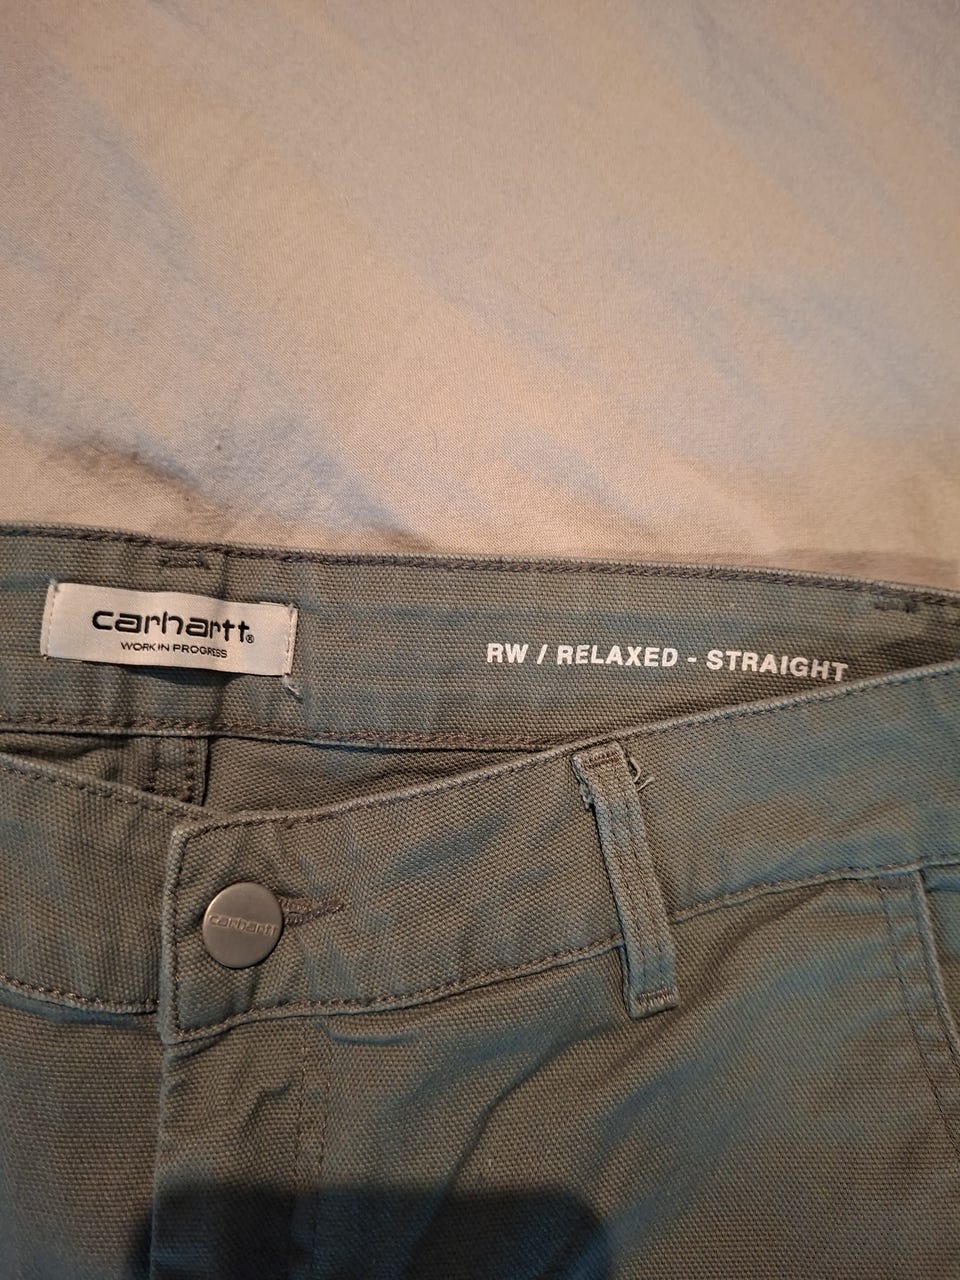 carhartt®
WORK IN PROGRESS
RW / RELAXED - STRAIGHT
carhartt